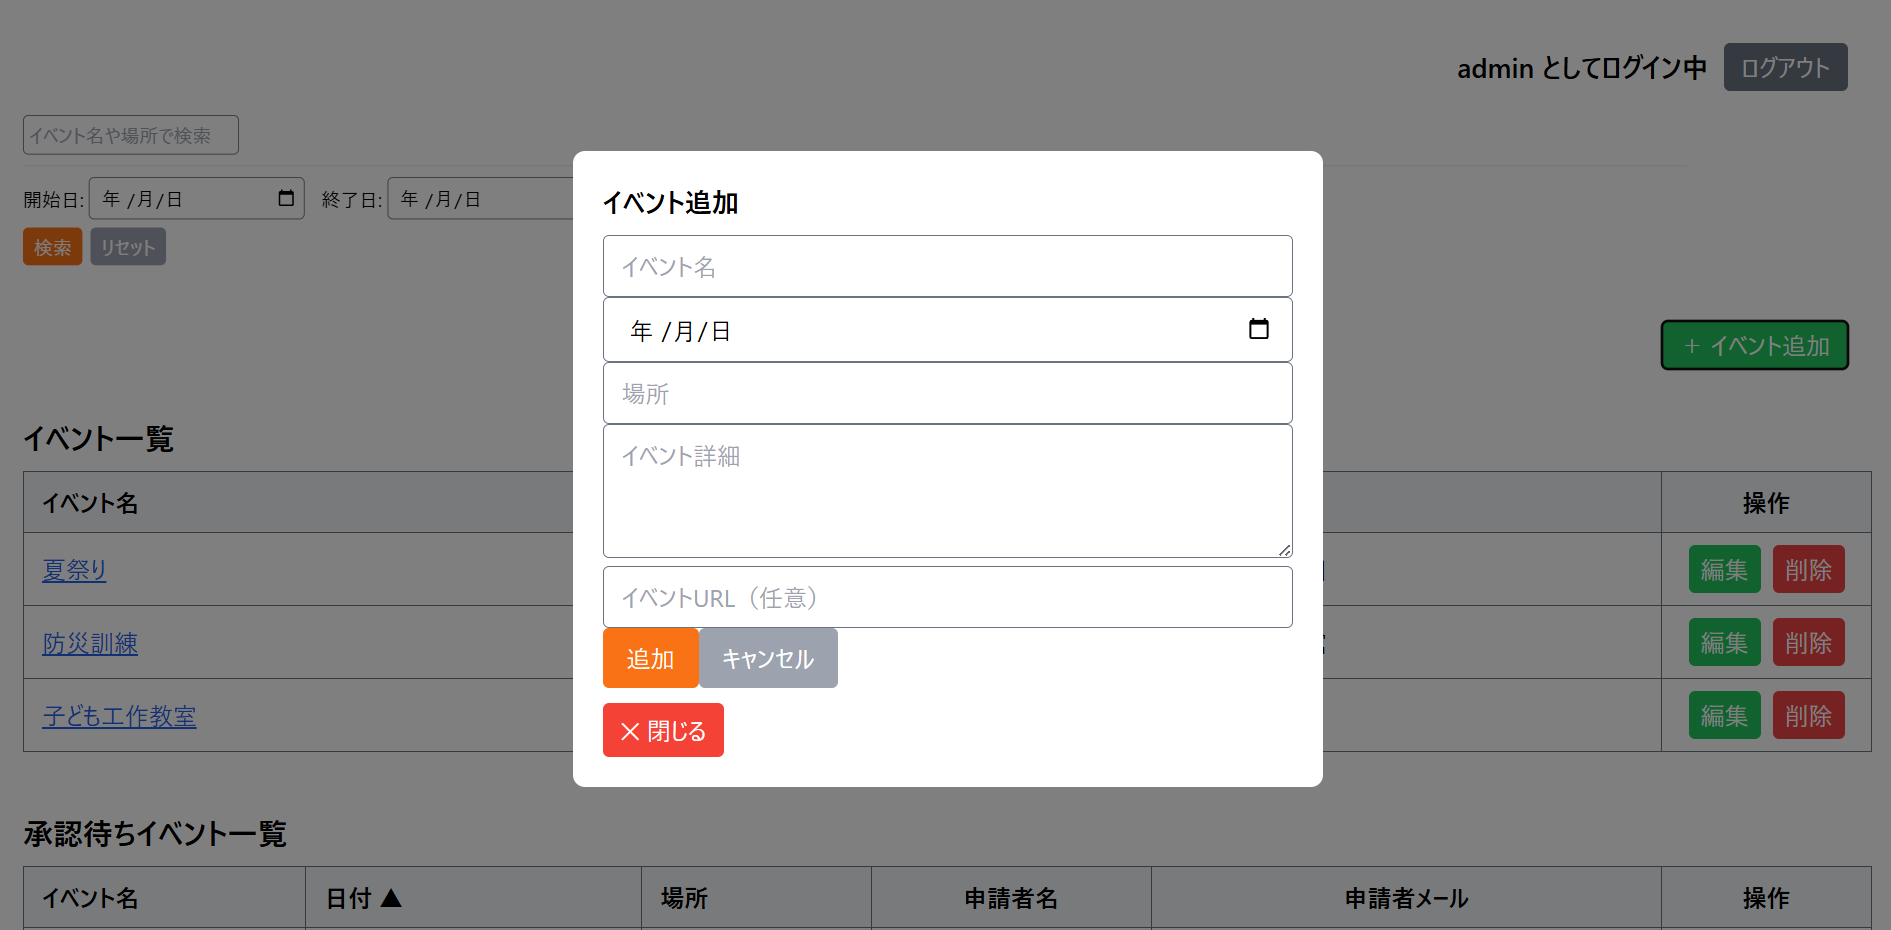 admin としてログイン中 ログアウト
イベント名や場所で検索
開始日: 年 /月/日 終了日: 年 /月/日
検索 リセット
+ イベント追加
イベント追加
イベント名
年 /月/日
場所
イベント詳細
イベントURL（任意）
追加 キャンセル
× 閉じる
イベント一覧
イベント名 操作
夏祭り 編集 削除
防災訓練 編集 削除
子ども工作教室 編集 削除
承認待ちイベント一覧
イベント名 日付 ▲ 場所 申請者名 申請者メール 操作